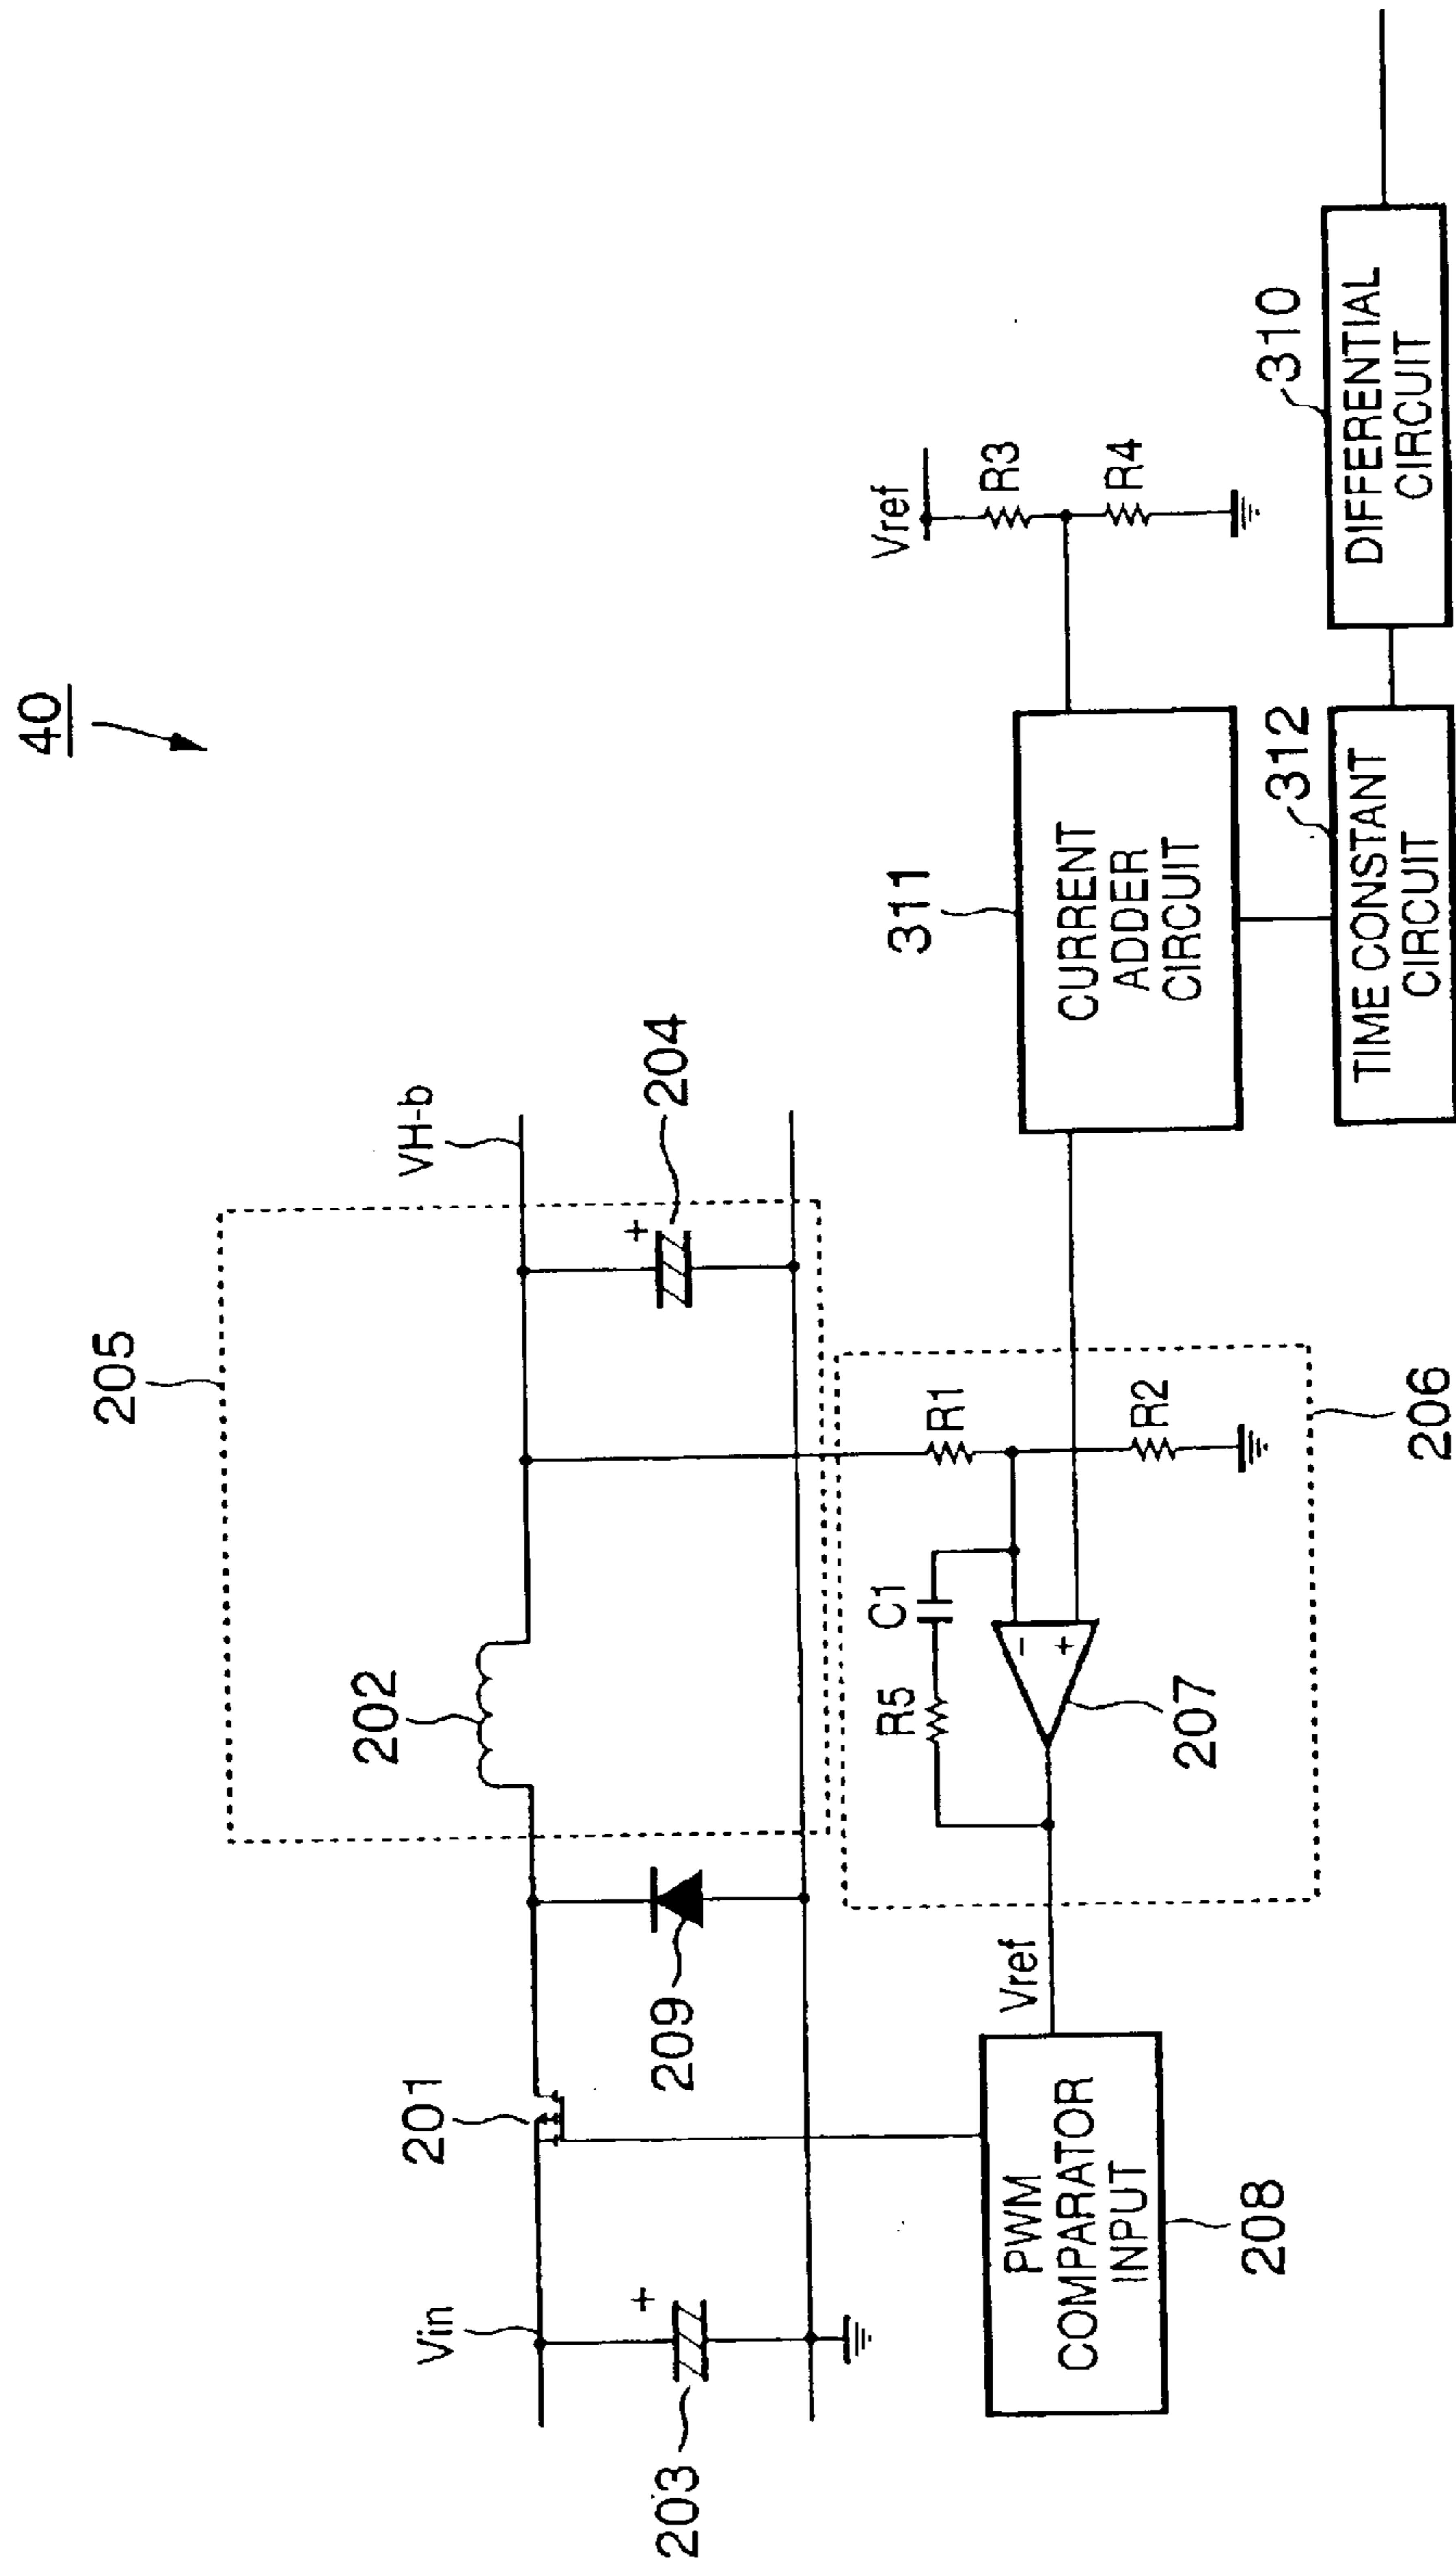 40
205
202
VH-b
204
201
209
Vin
203
C1
R5
R1
R2
207
206
Vref
PWM
COMPARATOR
INPUT
208
311
CURRENT
ADDER
CIRCUIT
Vref
R3
R4
312
TIME CONSTANT
CIRCUIT
310
DIFFERENTIAL
CIRCUIT
+
+
-
+